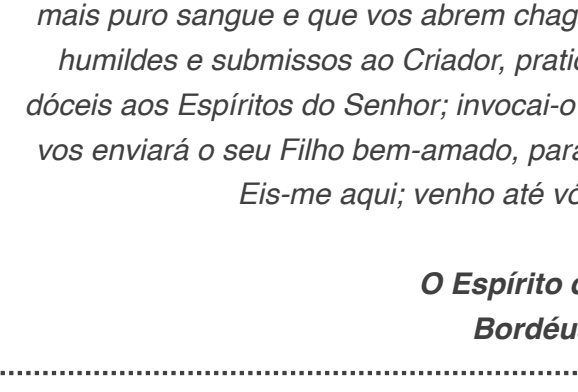 mais puro sangue e que vos abrem chag
humildes e submissos ao Criador, pratic
dóceis aos Espíritos do Senhor; invocai-o
vos enviará o seu Filho bem-amado, para
Eis-me aqui; venho até vó
O Espírito d
Bordéus